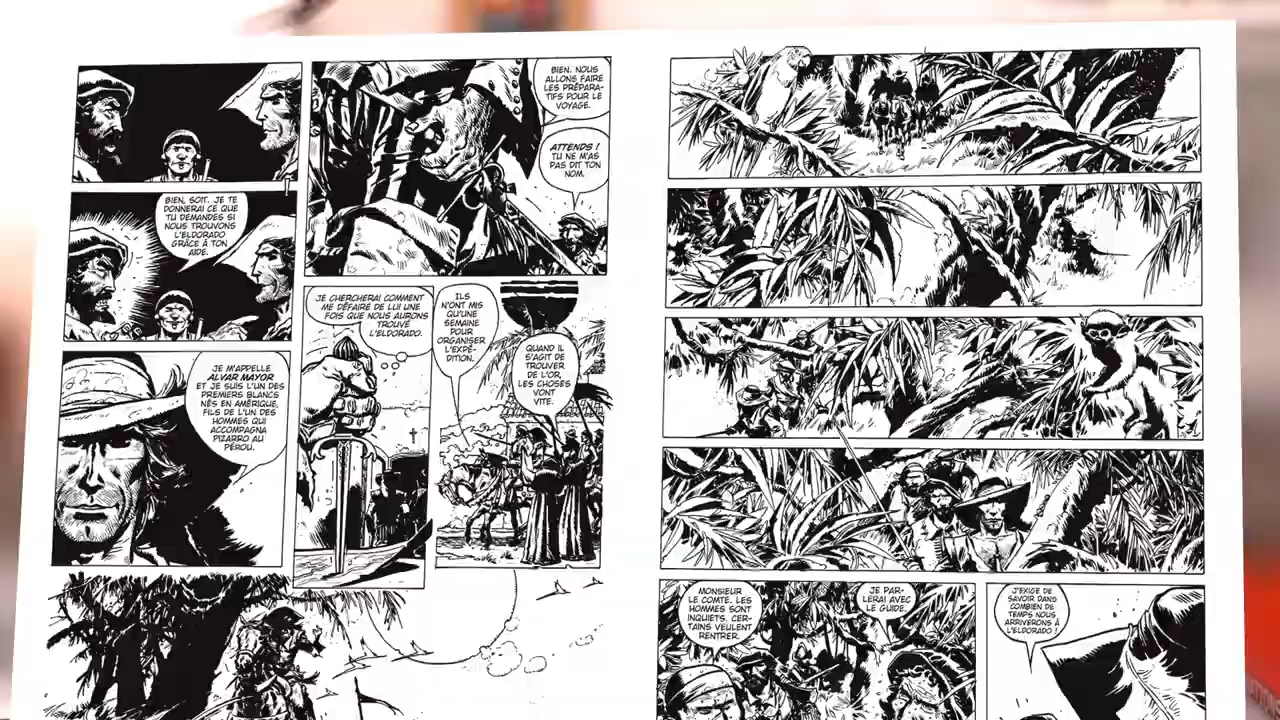 BIEN. NOUS
ALLONS FAIRE
LES PRÉPARA-
TIFS POUR LE
VOYAGE.
ATTENDS !
TU NE M'AS
PAS DIT TON
NOM.
BIEN, SOIT. JE TE
DONNERAI CE QUE
TU DEMANDES SI
NOUS TROUVONS
L'ELDORADO
GRÂCE À TON
AIDE.
JE M'APPELLE
ALVAR MAYOR
ET JE SUIS L'UN DES
PREMIERS BLANCS
NÉS EN AMÉRIQUE,
FILS DE L'UN DES
HOMMES QUI
ACCOMPAGNA
PIZARRO AU
PÉROU.
JE CHERCHERAI COMMENT
ME DÉFAIRE DE LUI UNE
FOIS QUE NOUS AURONS
TROUVÉ
L'ELDORADO.
ILS
N'ONT MIS
QU'UNE
SEMAINE
POUR
ORGANISER
L'EXPÉ-
DITION.
QUAND IL
S'AGIT DE
TROUVER
DE L'OR,
LES CHOSES
VONT
VITE.
MONSIEUR
LE COMTE. LES
HOMMES SONT
INQUIETS. CER-
TAINS VEULENT
RENTRER.
JE PAR-
LERAI AVEC
LE GUIDE.
J'EXIGE DE
SAVOIR DANS
COMBIEN DE
TEMPS NOUS
ARRIVERONS À
L'ELDORADO !